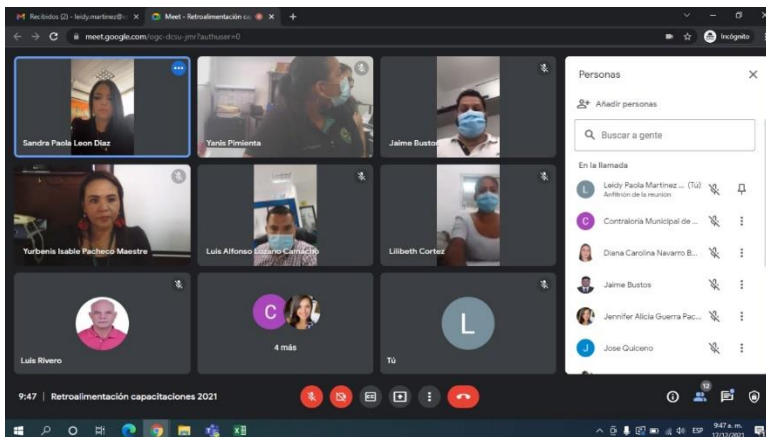 Recibidos (2) - leidy.martinez@
Meet - Retroalimentación ca
meet.google.com/ogc-dcsu-jmr?authuser=0
Incógnito
Sandra Paola Leon Diaz
Yanis Pimienta
Jaime Bustos
Yurbenis Isable Pacheco Maestre
Luis Alfonso Lozano Camacho
Lilibeth Cortez
Luis Rivero
C
4 más
L
Tú
Personas
Añadir personas
Buscar a gente
En la llamada
L
Leidy Paola Martinez ... (Tú)
Anfitrión de la reunión
C
Contraloría Municipal de ...
Diana Carolina Navarro B...
Jaime Bustos
Jennifer Alicia Guerra Pac...
J
Jose Quiceno
9:47 | Retroalimentación capacitaciones 2021
12
ESP
9:47 a. m.
17/12/2021